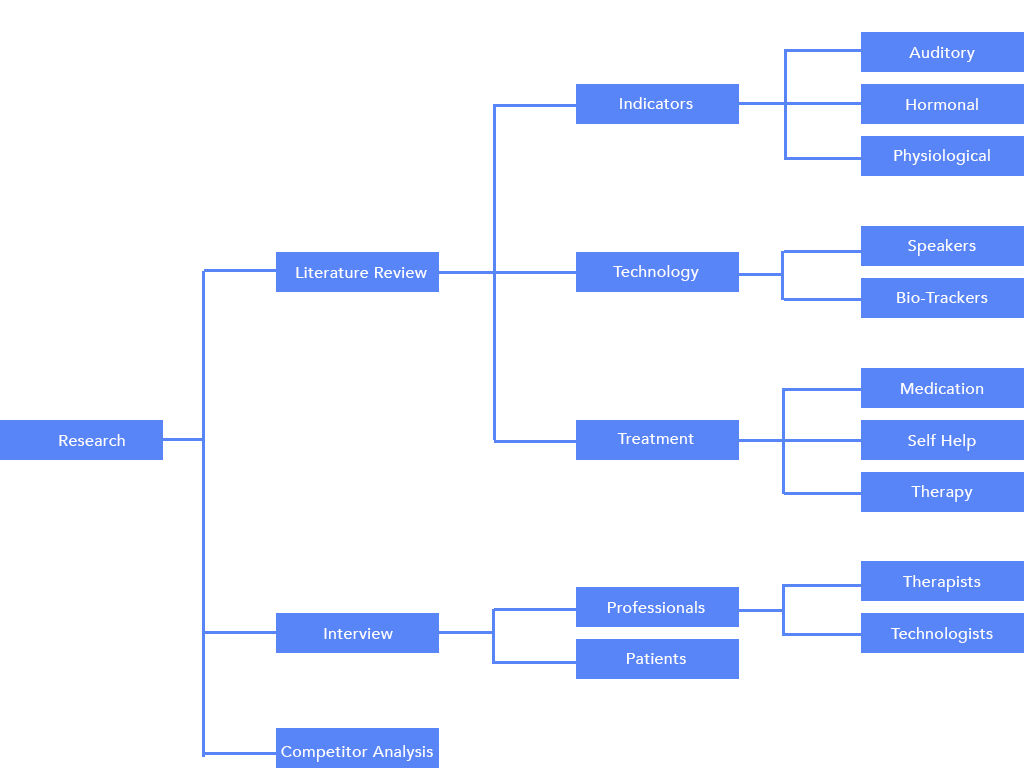 Research
Literature Review
Indicators
Auditory
Hormonal
Physiological
Technology
Speakers
Bio-Trackers
Treatment
Medication
Self Help
Therapy
Interview
Professionals
Therapists
Technologists
Patients
Competitor Analysis